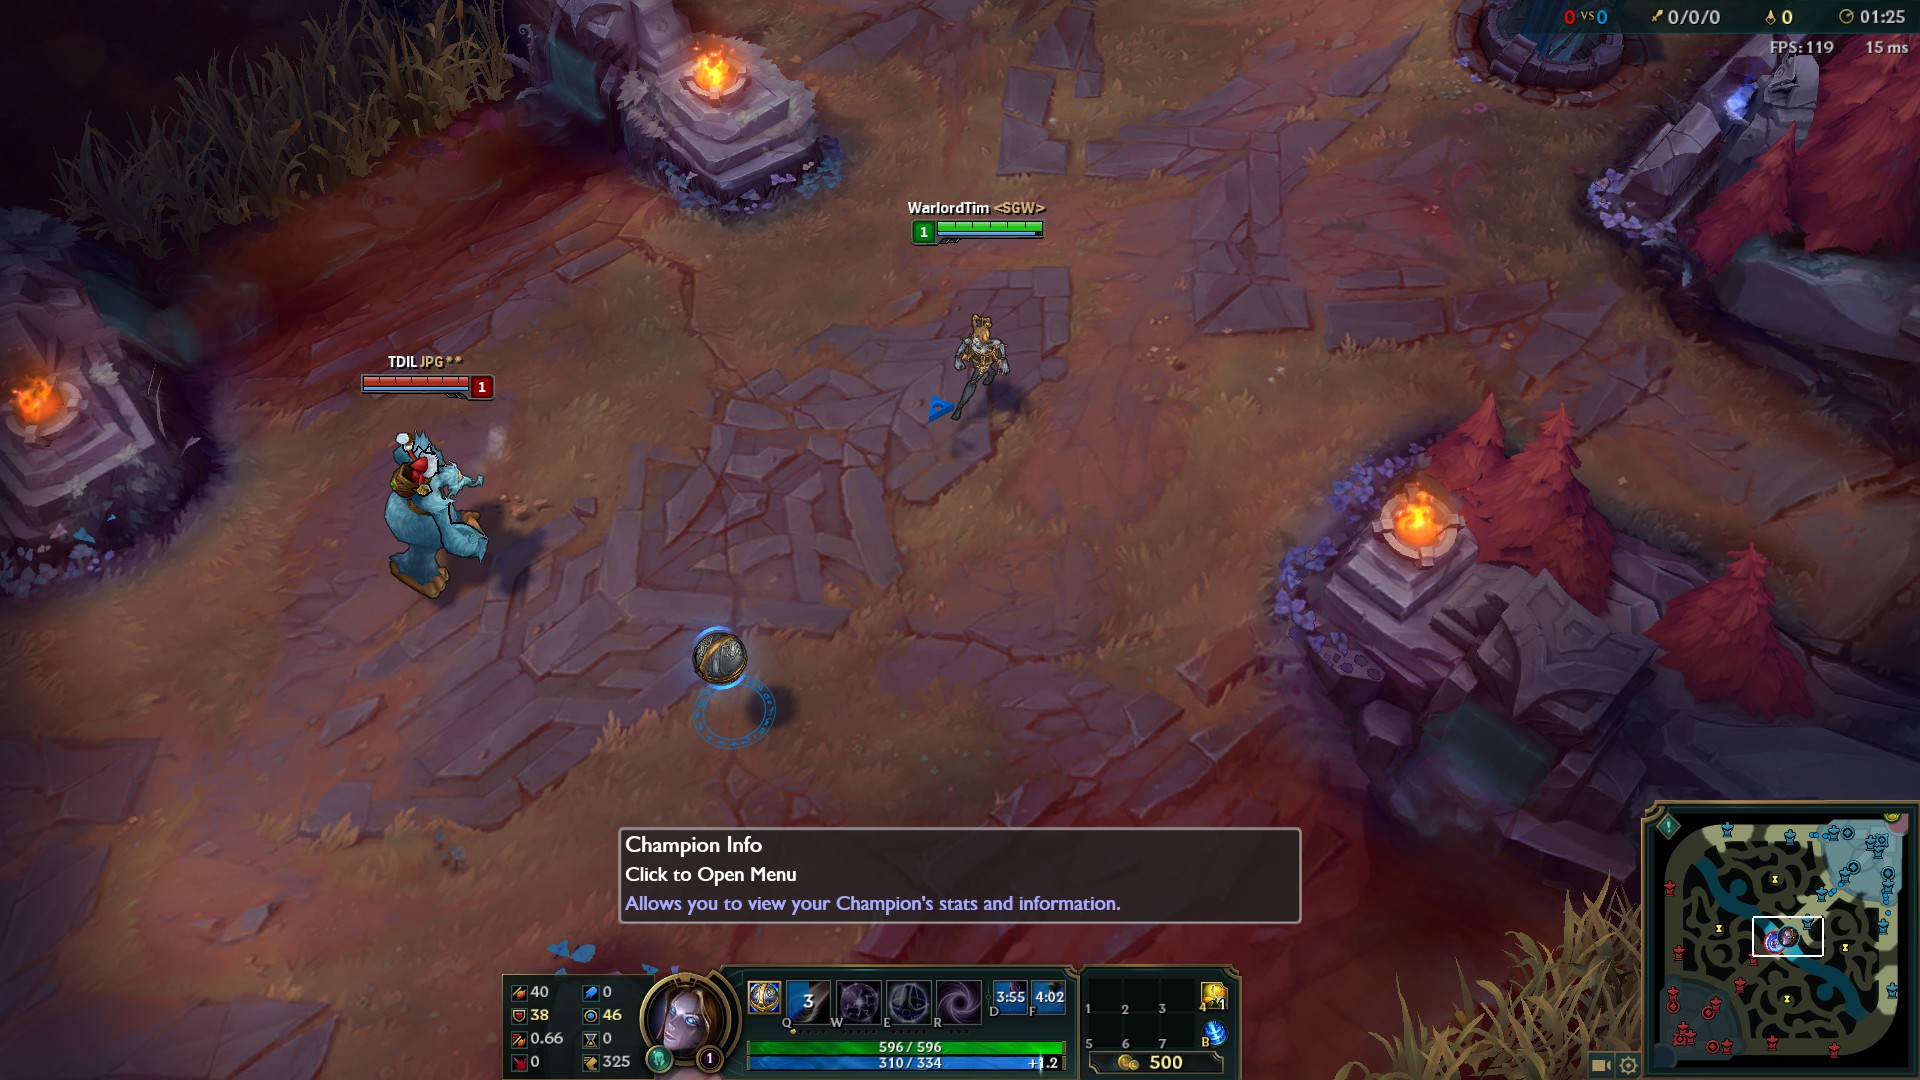 0 VS 0 0/0/0 0 01:25
FPS: 119 15 ms
WarlordTim <SGW>
1
TDIL JPG**
1
Champion Info
Click to Open Menu
Allows you to view your Champion's stats and information.
40 0
38 46
0.66 0
0 325
1
3 3:55 4:02
Q W E R D F
596 / 596
310 / 334 +1.2
1 2 3 4 1
5 6 7 B
500